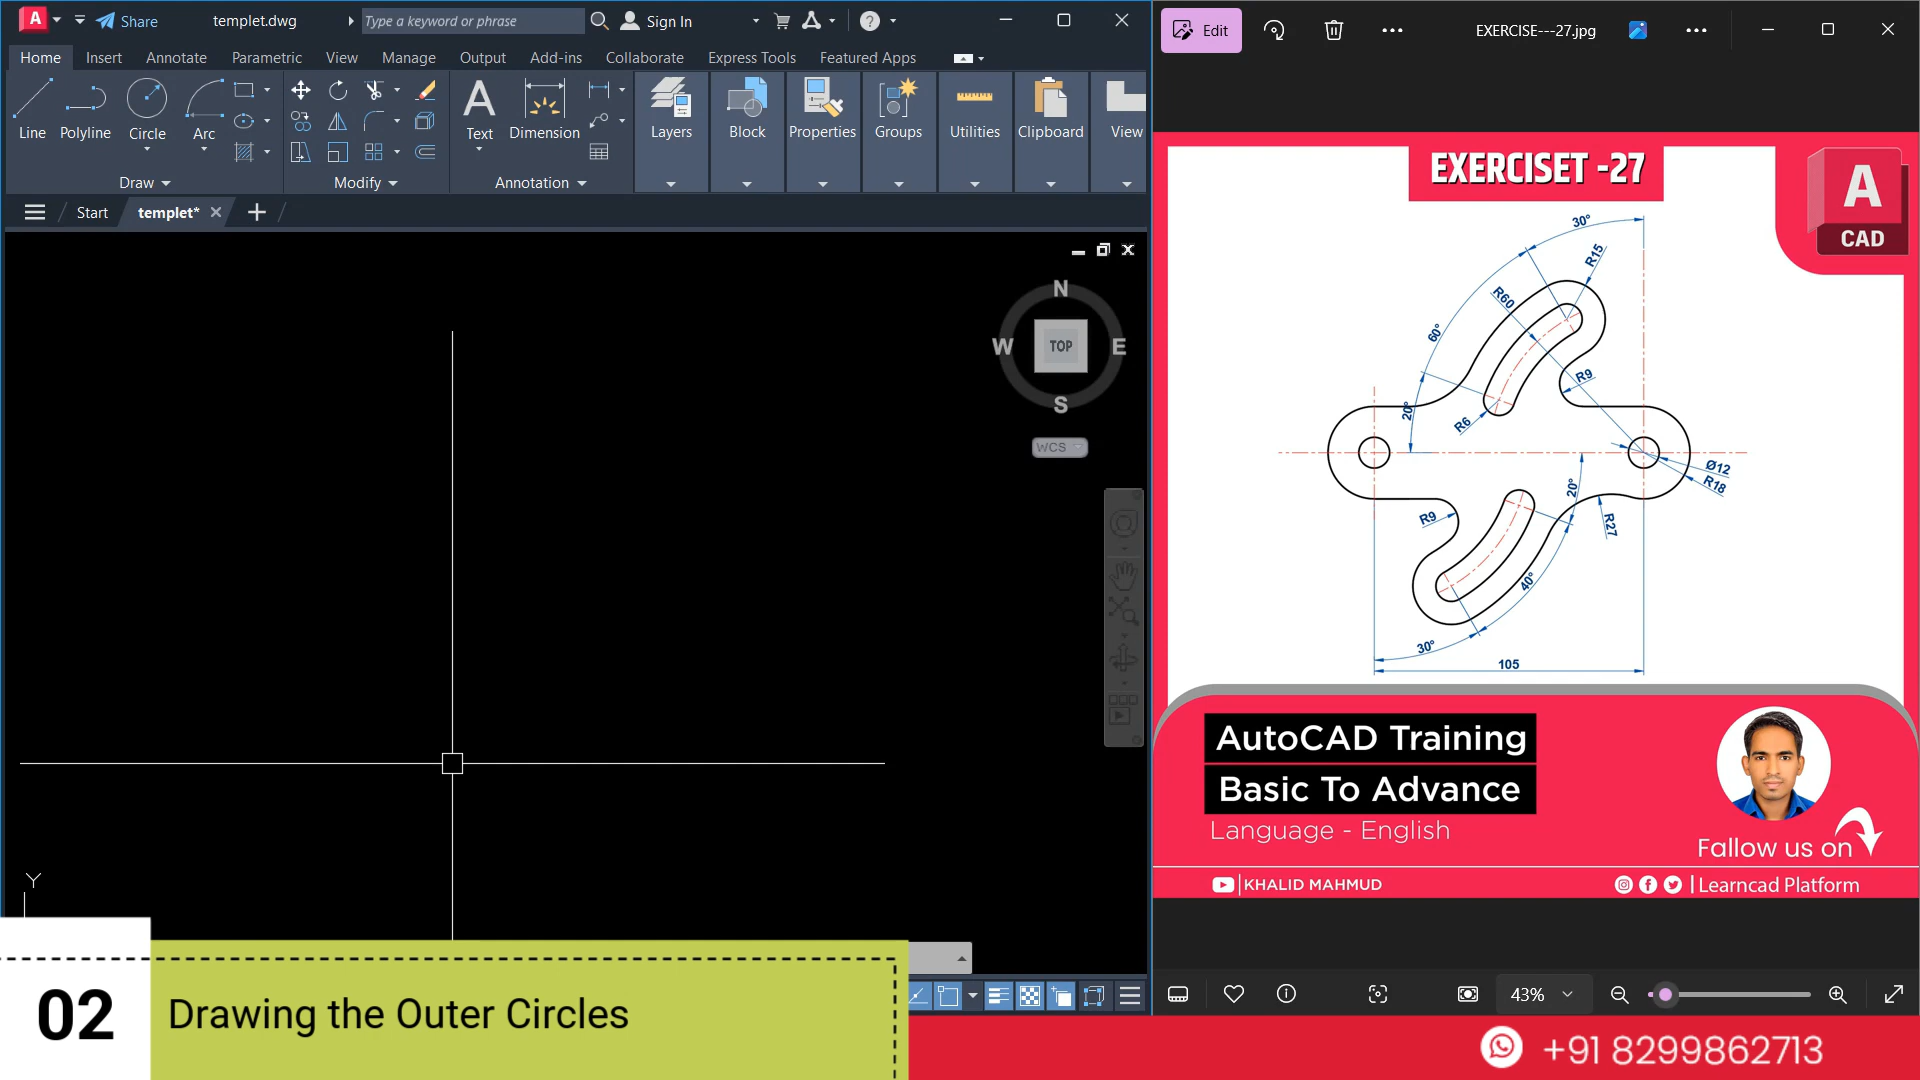 A
Share
templet.dwg
Type a keyword or phrase
Sign In
?
Home Insert Annotate Parametric View Manage Output Add-ins Collaborate Express Tools Featured Apps
Line Polyline Circle Arc
Text Dimension
Layers Block Properties Groups Utilities Clipboard View
Draw Modify Annotation
Start templet*
N
W TOP E
S
WCS
Y
02
Drawing the Outer Circles
Edit
EXERCISE---27.jpg
EXERCISET -27
A
CAD
30°
R15
R60
60°
R9
20°
R6
Ø12
R18
20°
R9
R27
40°
30°
105
AutoCAD Training
Basic To Advance
Language - English
Fallow us on
KHALID MAHMUD
Learncad Platform
43%
+91 8299862713